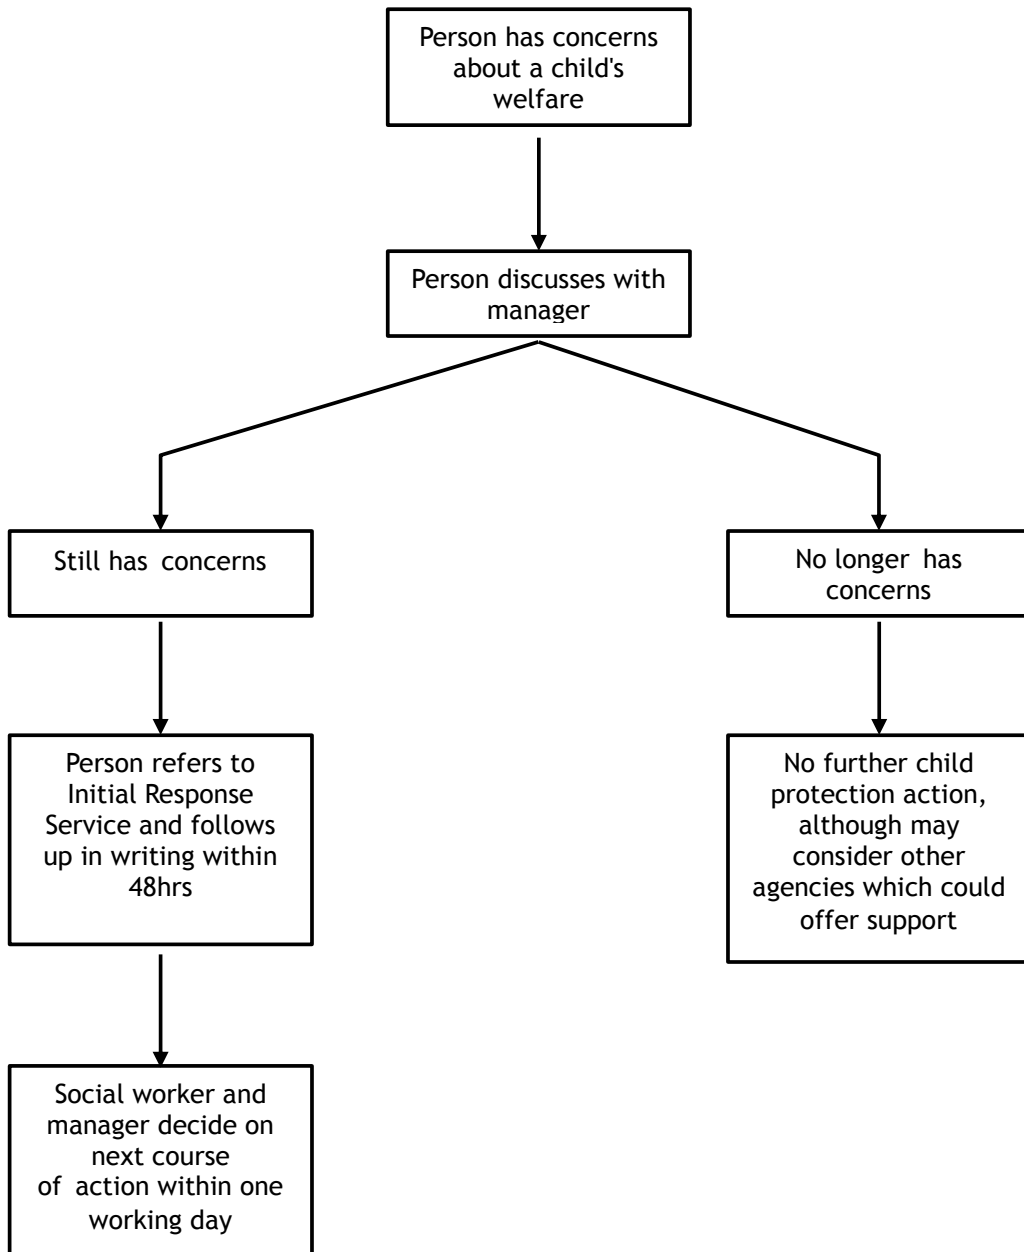 Person has concerns
about a child's
welfare
Person discusses with
manager
Still has concerns
No longer has
concerns
Person refers to
Initial Response
Service and follows
up in writing within
48hrs
No further child
protection action,
although may
consider other
agencies which could
offer support
Social worker and
manager decide on
next course
of action within one
working day